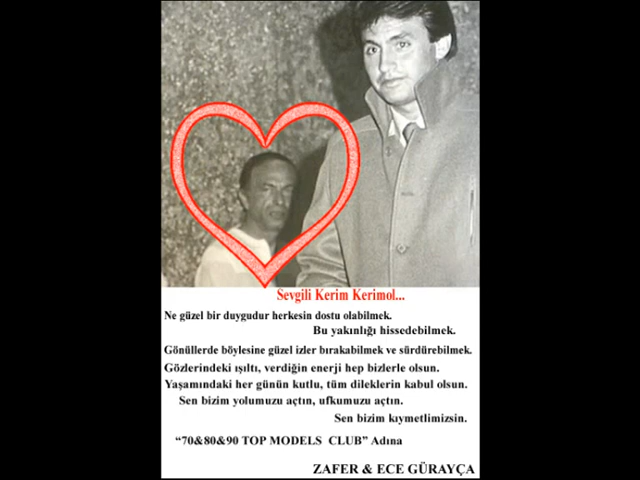 Sevgili Kerim Kerimol...
Ne güzel bir duygudur herkesin dostu olabilmek.
Bu yakınlığı hissedebilmek.
Gönüllerde böylesine güzel izler bırakabilmek ve sürdürebilmek.
Gözlerindeki ışıltı, verdiğin enerji hep bizlerle olsun.
Yaşamındaki her günün kutlu, tüm dileklerin kabul olsun.
Sen bizim yolumuzu açtın, ufkumuzu açtın.
Sen bizim kıymetlimizsin.
“70&80&90 TOP MODELS CLUB” Adına
ZAFER & ECE GÜRAYÇA